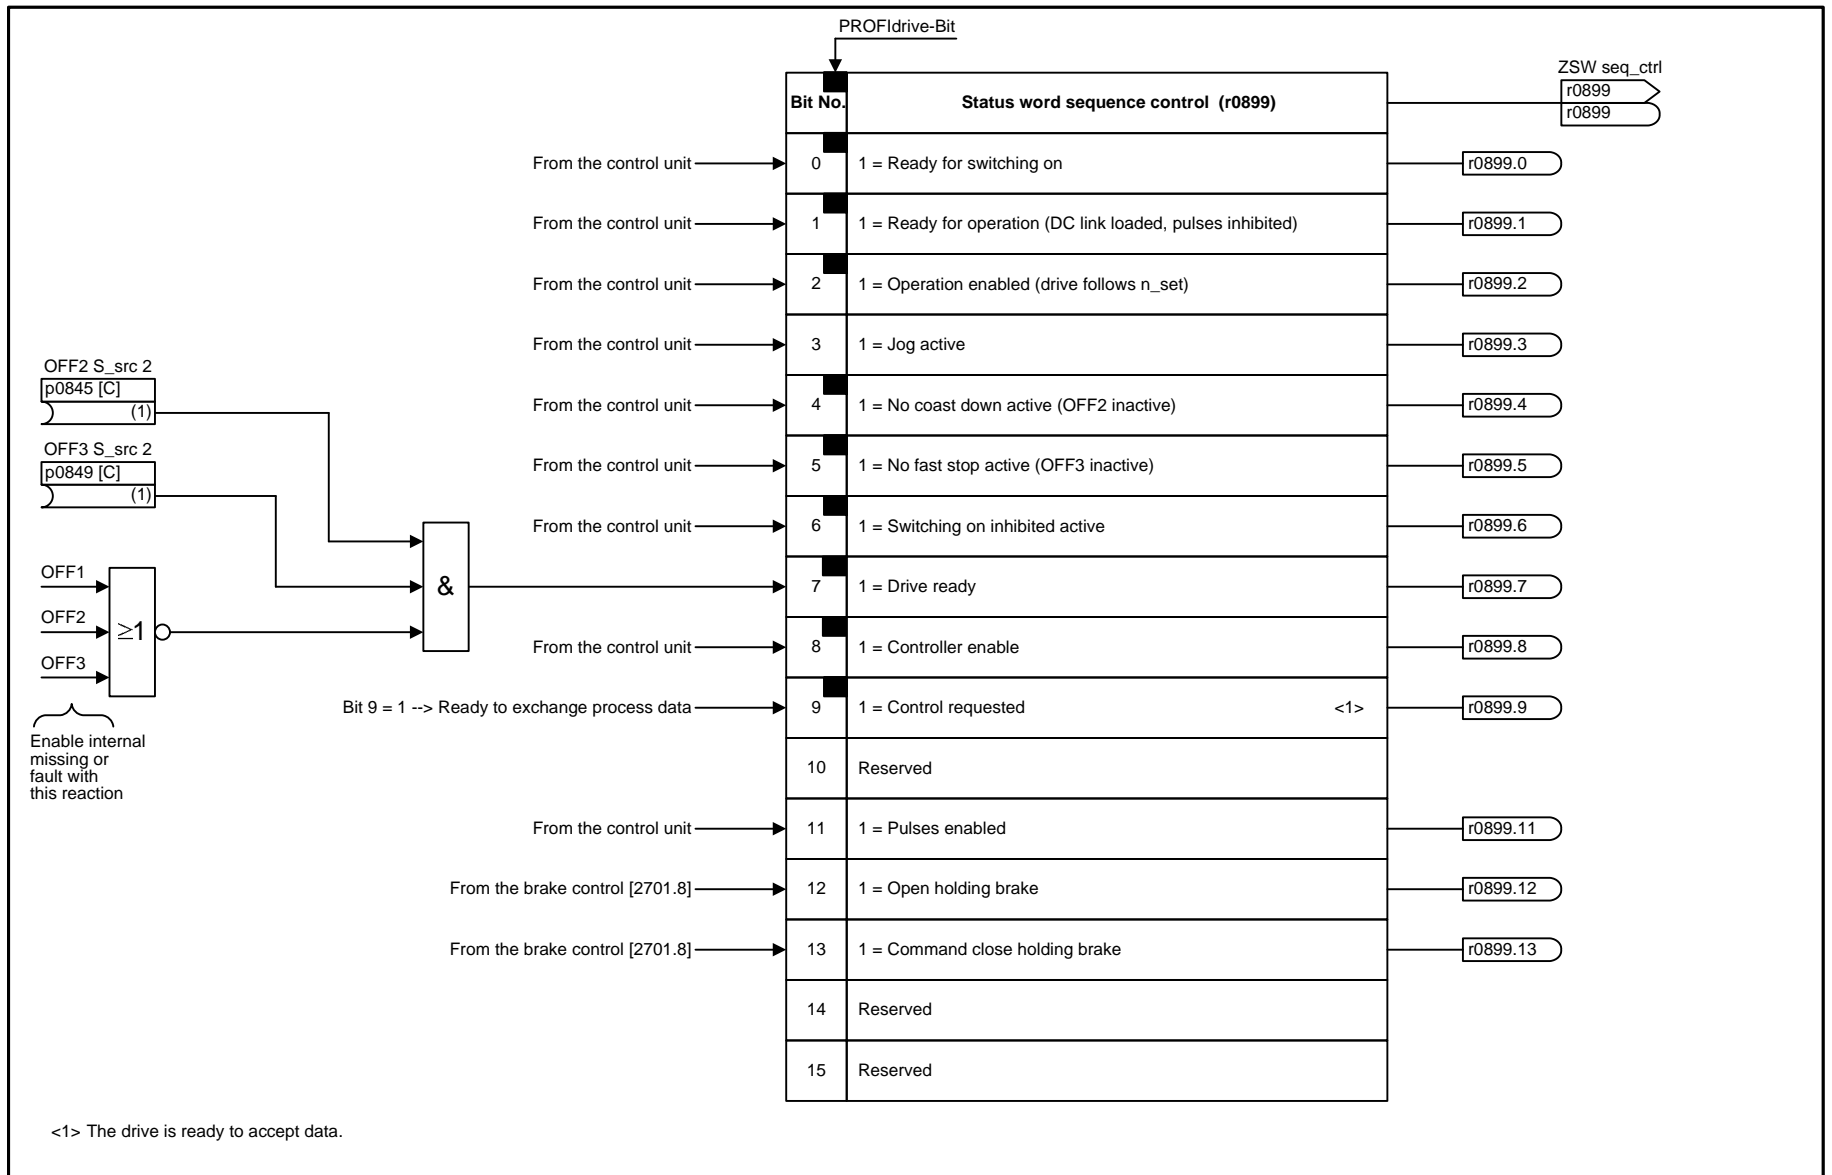 PROFIdrive-Bit
ZSW seq_ctrl
r0899
r0899
Bit No. Status word sequence control (r0899)
From the control unit 0 1 = Ready for switching on r0899.0
From the control unit 1 1 = Ready for operation (DC link loaded, pulses inhibited) r0899.1
From the control unit 2 1 = Operation enabled (drive follows n_set) r0899.2
From the control unit 3 1 = Jog active r0899.3
OFF2 S_src 2
p0845 [C]
(1)
From the control unit 4 1 = No coast down active (OFF2 inactive) r0899.4
OFF3 S_src 2
p0849 [C]
(1)
From the control unit 5 1 = No fast stop active (OFF3 inactive) r0899.5
From the control unit 6 1 = Switching on inhibited active r0899.6
OFF1
OFF2
OFF3
≥1
&
7 1 = Drive ready r0899.7
From the control unit 8 1 = Controller enable r0899.8
Bit 9 = 1 --> Ready to exchange process data 9 1 = Control requested <1> r0899.9
Enable internal
missing or
fault with
this reaction
10 Reserved
From the control unit 11 1 = Pulses enabled r0899.11
From the brake control [2701.8] 12 1 = Open holding brake r0899.12
From the brake control [2701.8] 13 1 = Command close holding brake r0899.13
14 Reserved
15 Reserved
<1> The drive is ready to accept data.